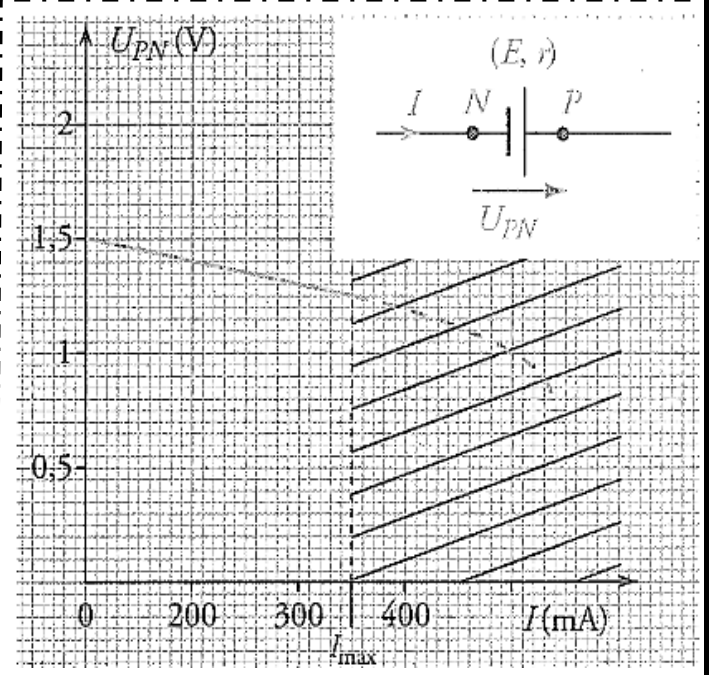 U_PN (V)
(E, r)
I N P
U_PN
2
1,5
1
0,5
0 200 300 400 I (mA)
I_max